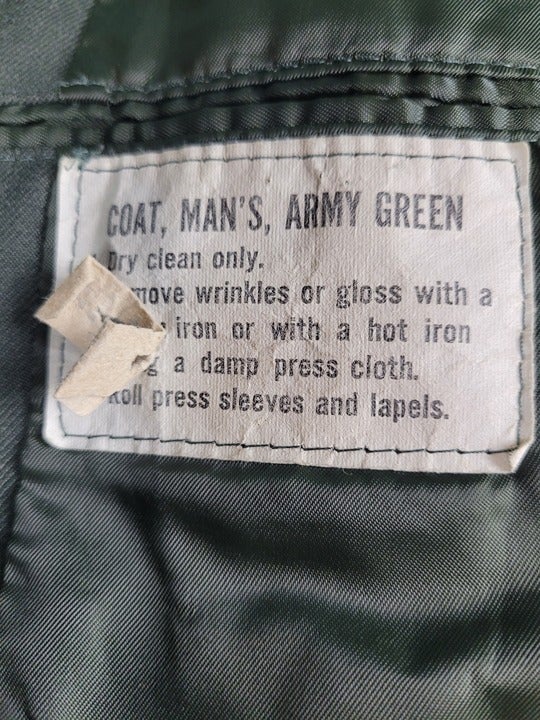 COAT, MAN'S, ARMY GREEN
Dry clean only.
move wrinkles or gloss with a
iron or with a hot iron
g a damp press cloth.
Roll press sleeves and lapels.